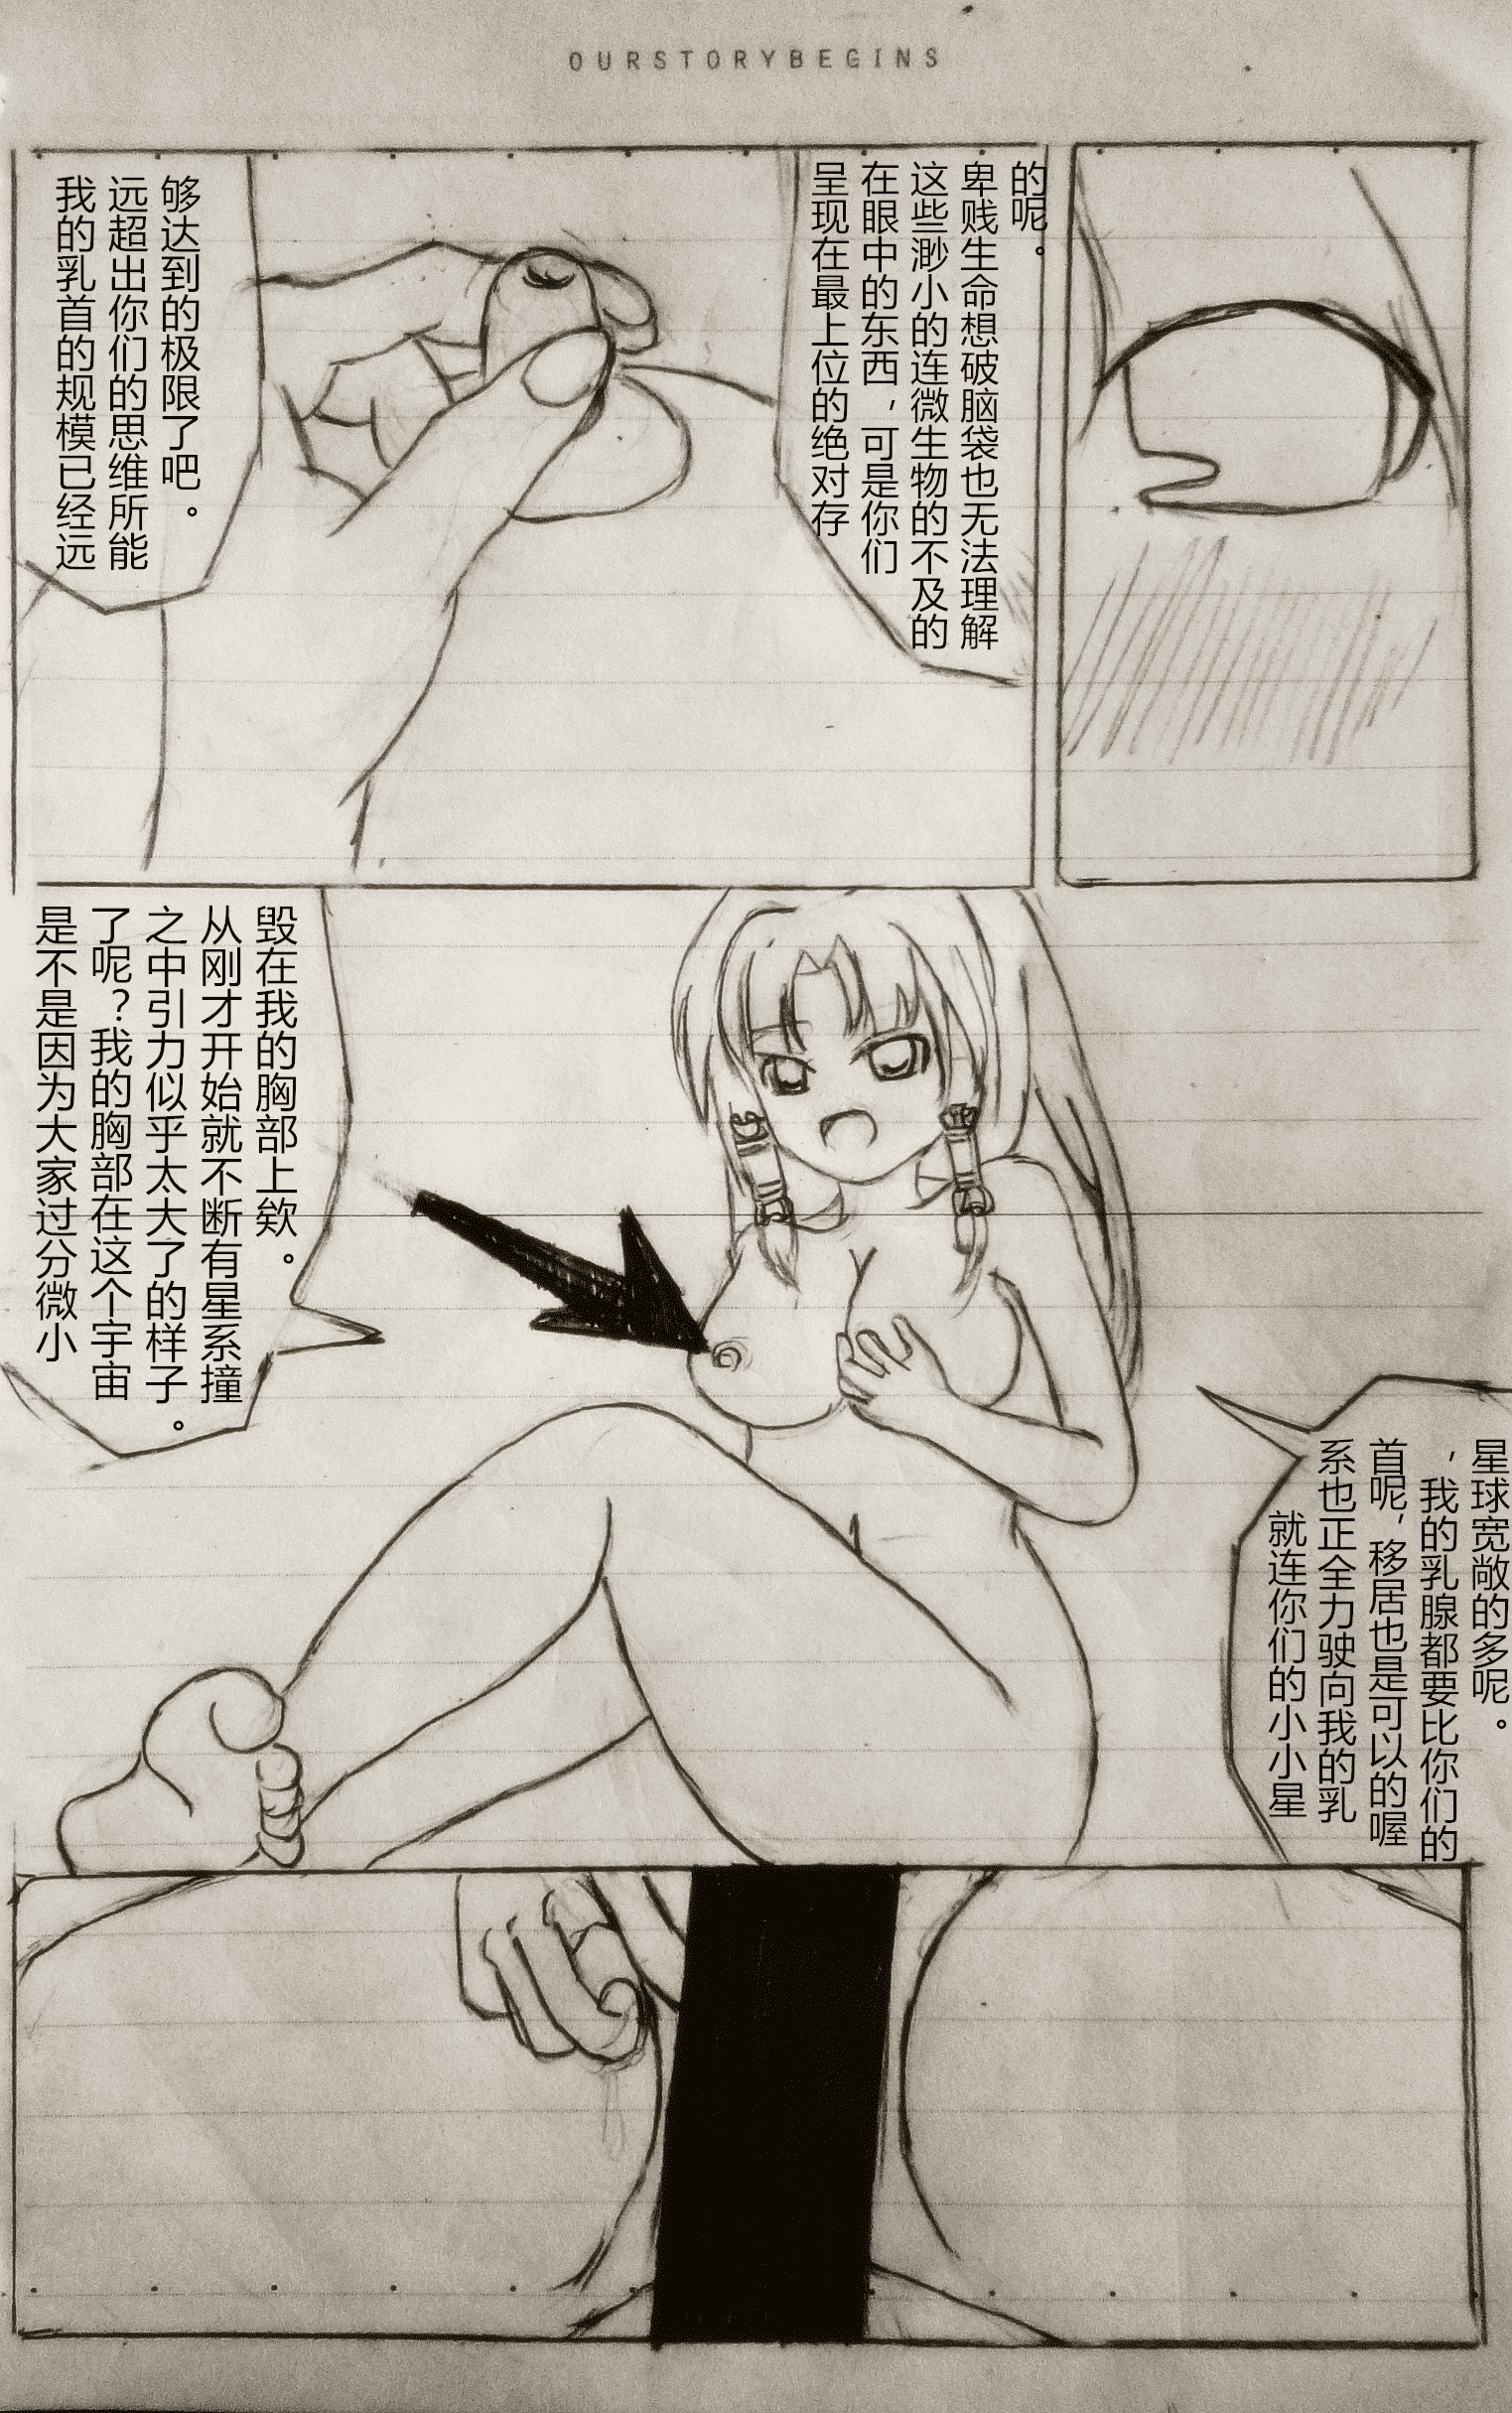 OURSTORYBEGINS
呈现在最上位的绝对存
在眼中的东西，可是你们
这些渺小的连微生物的不及的
卑贱生命想破脑袋也无法理解
的呢。
我的乳首的规模已经远
远超出你们的思维所能
够达到的极限了吧。
就连你们的小小星
系也正全力驶向我的乳
首呢，移居也是可以的喔
，我的乳腺都要比你们的
星球宽敞的多呢。
是不是因为大家过分微小
了呢？我的胸部在这个宇宙
之中引力似乎太大了的样子。
从刚才开始就不断有星系撞
毁在我的胸部上欸。